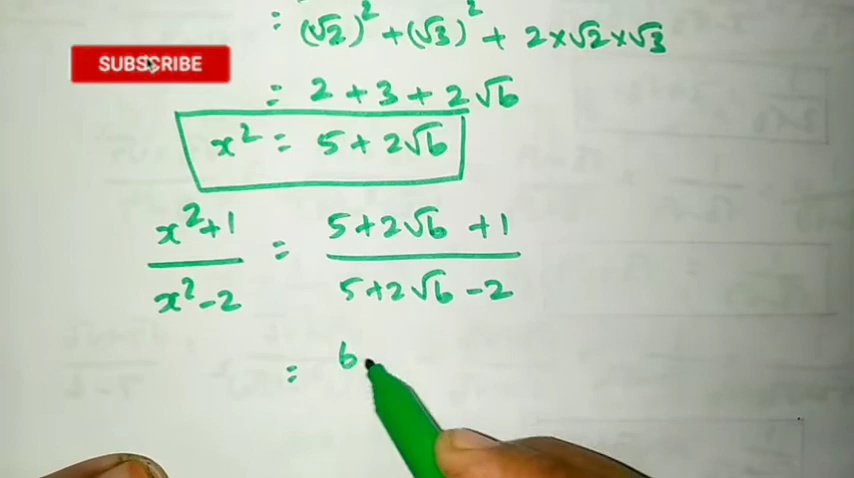 = (√2)² + (√3)² + 2×√2×√3
SUBSCRIBE
= 2 + 3 + 2√6
x² = 5 + 2√6
x²+1 / x²-2 = 5+2√6 +1 / 5+2√6 -2
= 6